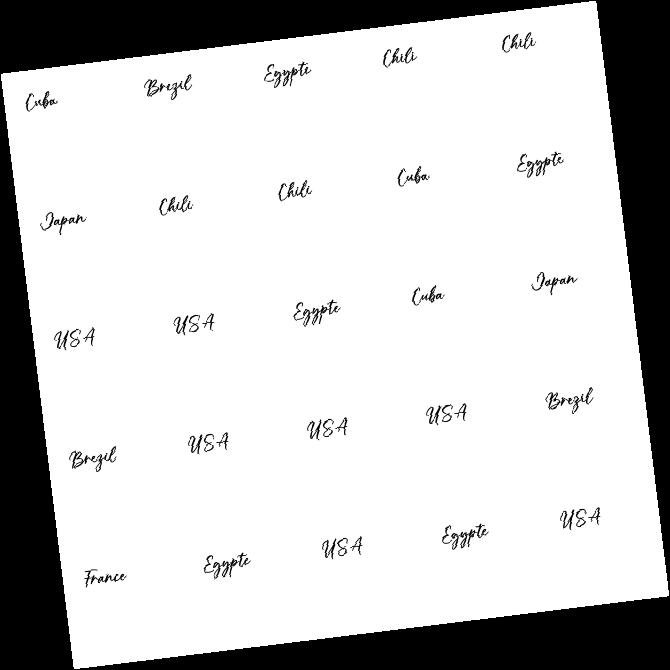 Cuba Brezil Egypte Chili Chili
Japan Chili Chili Cuba Egypte
USA USA Egypte Cuba Japan
Brezil USA USA USA Brezil
France Egypte USA Egypte USA